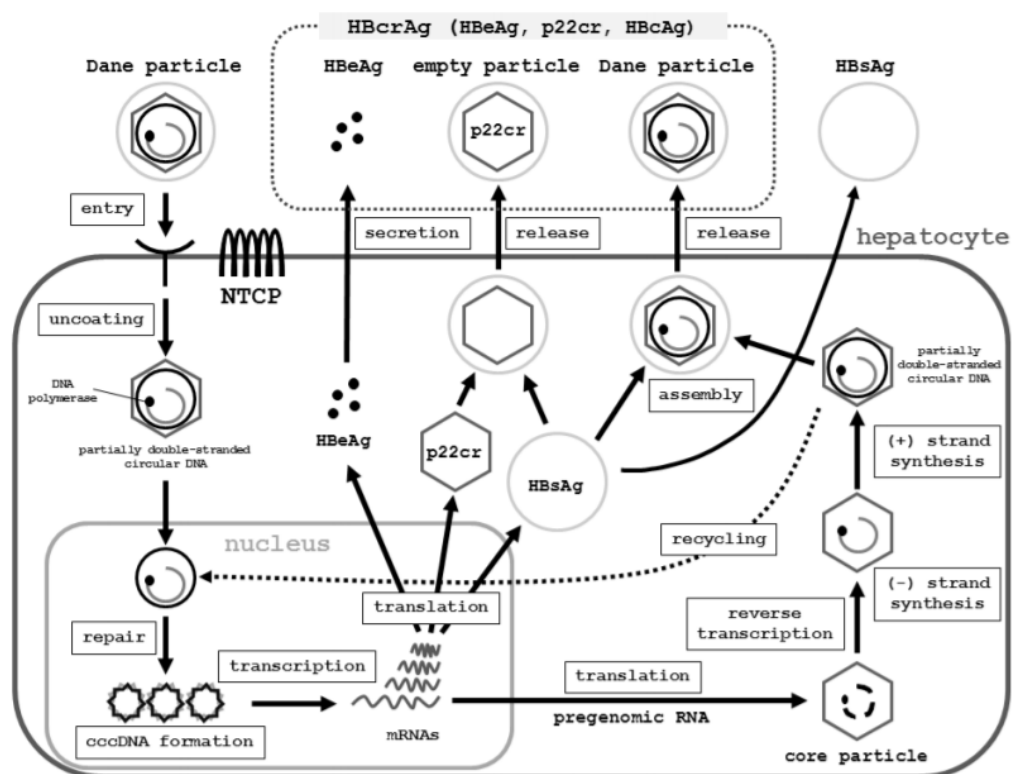 HBcrAg (HBeAg, p22cr, HBcAg)
Dane particle
HBeAg
empty particle
Dane particle
HBsAg
p22cr
entry
secretion
release
release
hepatocyte
NTCP
uncoating
DNA
polymerase
partially double-stranded
circular DNA
HBeAg
p22cr
HBsAg
assembly
partially
double-stranded
circular DNA
(+) strand
synthesis
recycling
nucleus
(-) strand
synthesis
translation
reverse
transcription
repair
transcription
translation
pregenomic RNA
mRNAs
cccDNA formation
core particle